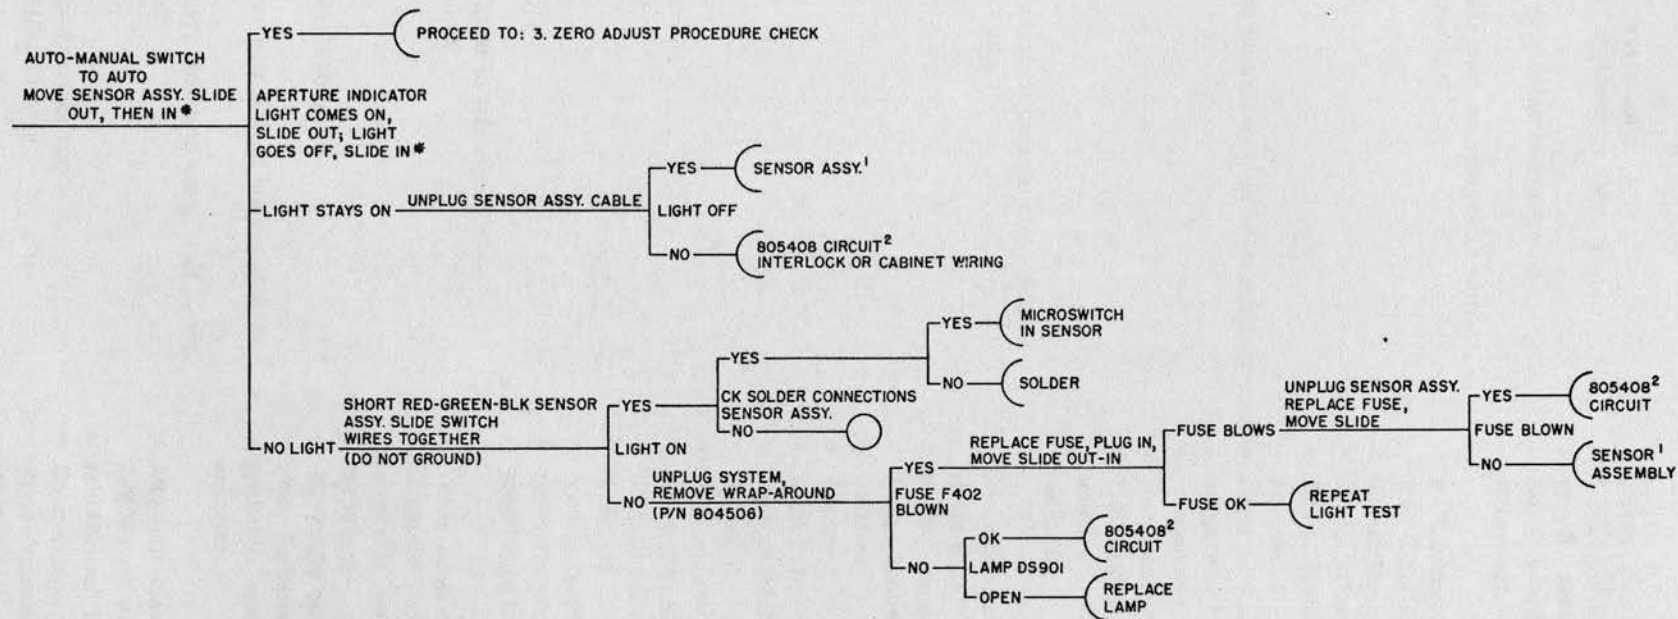 YES
PROCEED TO: 3. ZERO ADJUST PROCEDURE CHECK
AUTO-MANUAL SWITCH
TO AUTO
MOVE SENSOR ASSY. SLIDE
OUT, THEN IN*
APERTURE INDICATOR
LIGHT COMES ON,
SLIDE OUT; LIGHT
GOES OFF, SLIDE IN*
LIGHT STAYS ON
UNPLUG SENSOR ASSY. CABLE
YES
SENSOR ASSY.¹
LIGHT OFF
NO
805408 CIRCUIT²
INTERLOCK OR CABINET WIRING
NO LIGHT
SHORT RED-GREEN-BLK SENSOR
ASSY. SLIDE SWITCH
WIRES TOGETHER
(DO NOT GROUND)
YES
LIGHT ON
NO
YES
CK SOLDER CONNECTIONS
SENSOR ASSY.
NO
YES
MICROSWITCH
IN SENSOR
NO
SOLDER
UNPLUG SYSTEM,
REMOVE WRAP-AROUND
(P/N 804506)
YES
FUSE F402
BLOWN
NO
REPLACE FUSE, PLUG IN,
MOVE SLIDE OUT-IN
FUSE BLOWS
UNPLUG SENSOR ASSY.
REPLACE FUSE,
MOVE SLIDE
YES
805408²
CIRCUIT
FUSE BLOWN
NO
SENSOR¹
ASSEMBLY
FUSE OK
REPEAT
LIGHT TEST
OK
805408²
CIRCUIT
LAMP DS901
OPEN
REPLACE
LAMP